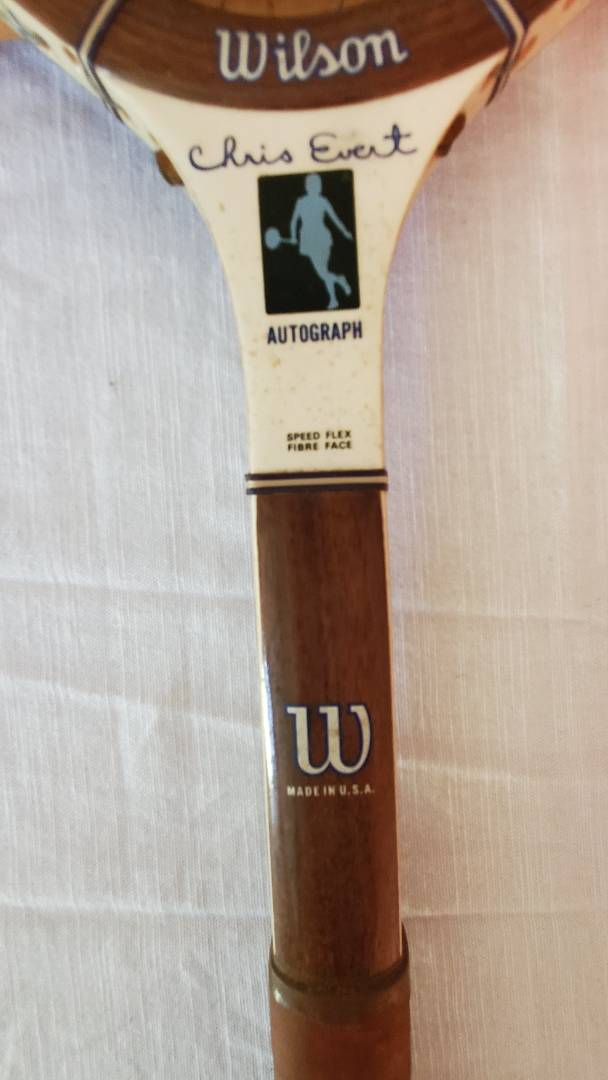 Wilson
Chris Evert
AUTOGRAPH
SPEED FLEX
FIBRE FACE
W
MADE IN U.S.A.